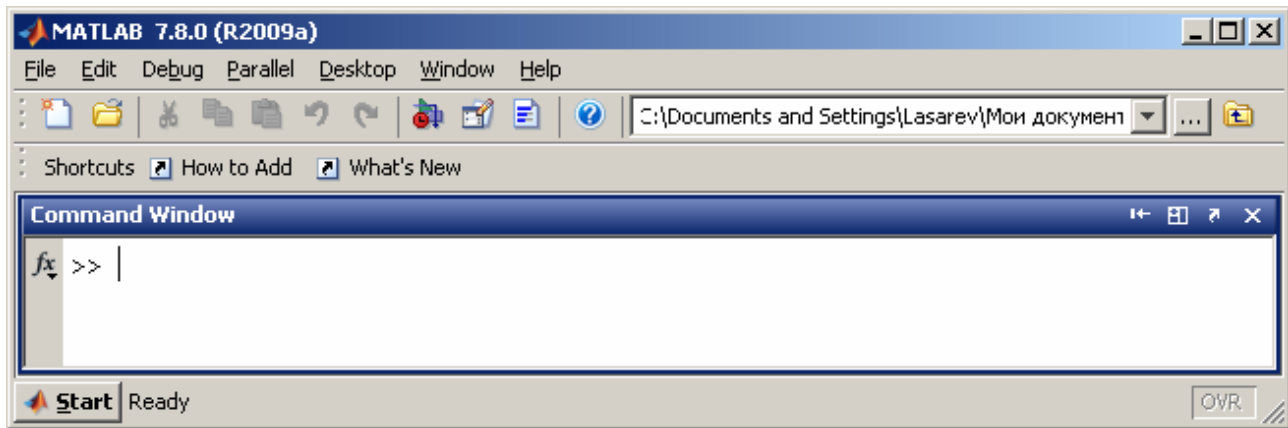 MATLAB 7.8.0 (R2009a)
File Edit Debug Parallel Desktop Window Help
C:\Documents and Settings\Lasarev\Мои документ ...
Shortcuts How to Add What's New
Command Window
fx >>
Start Ready OVR